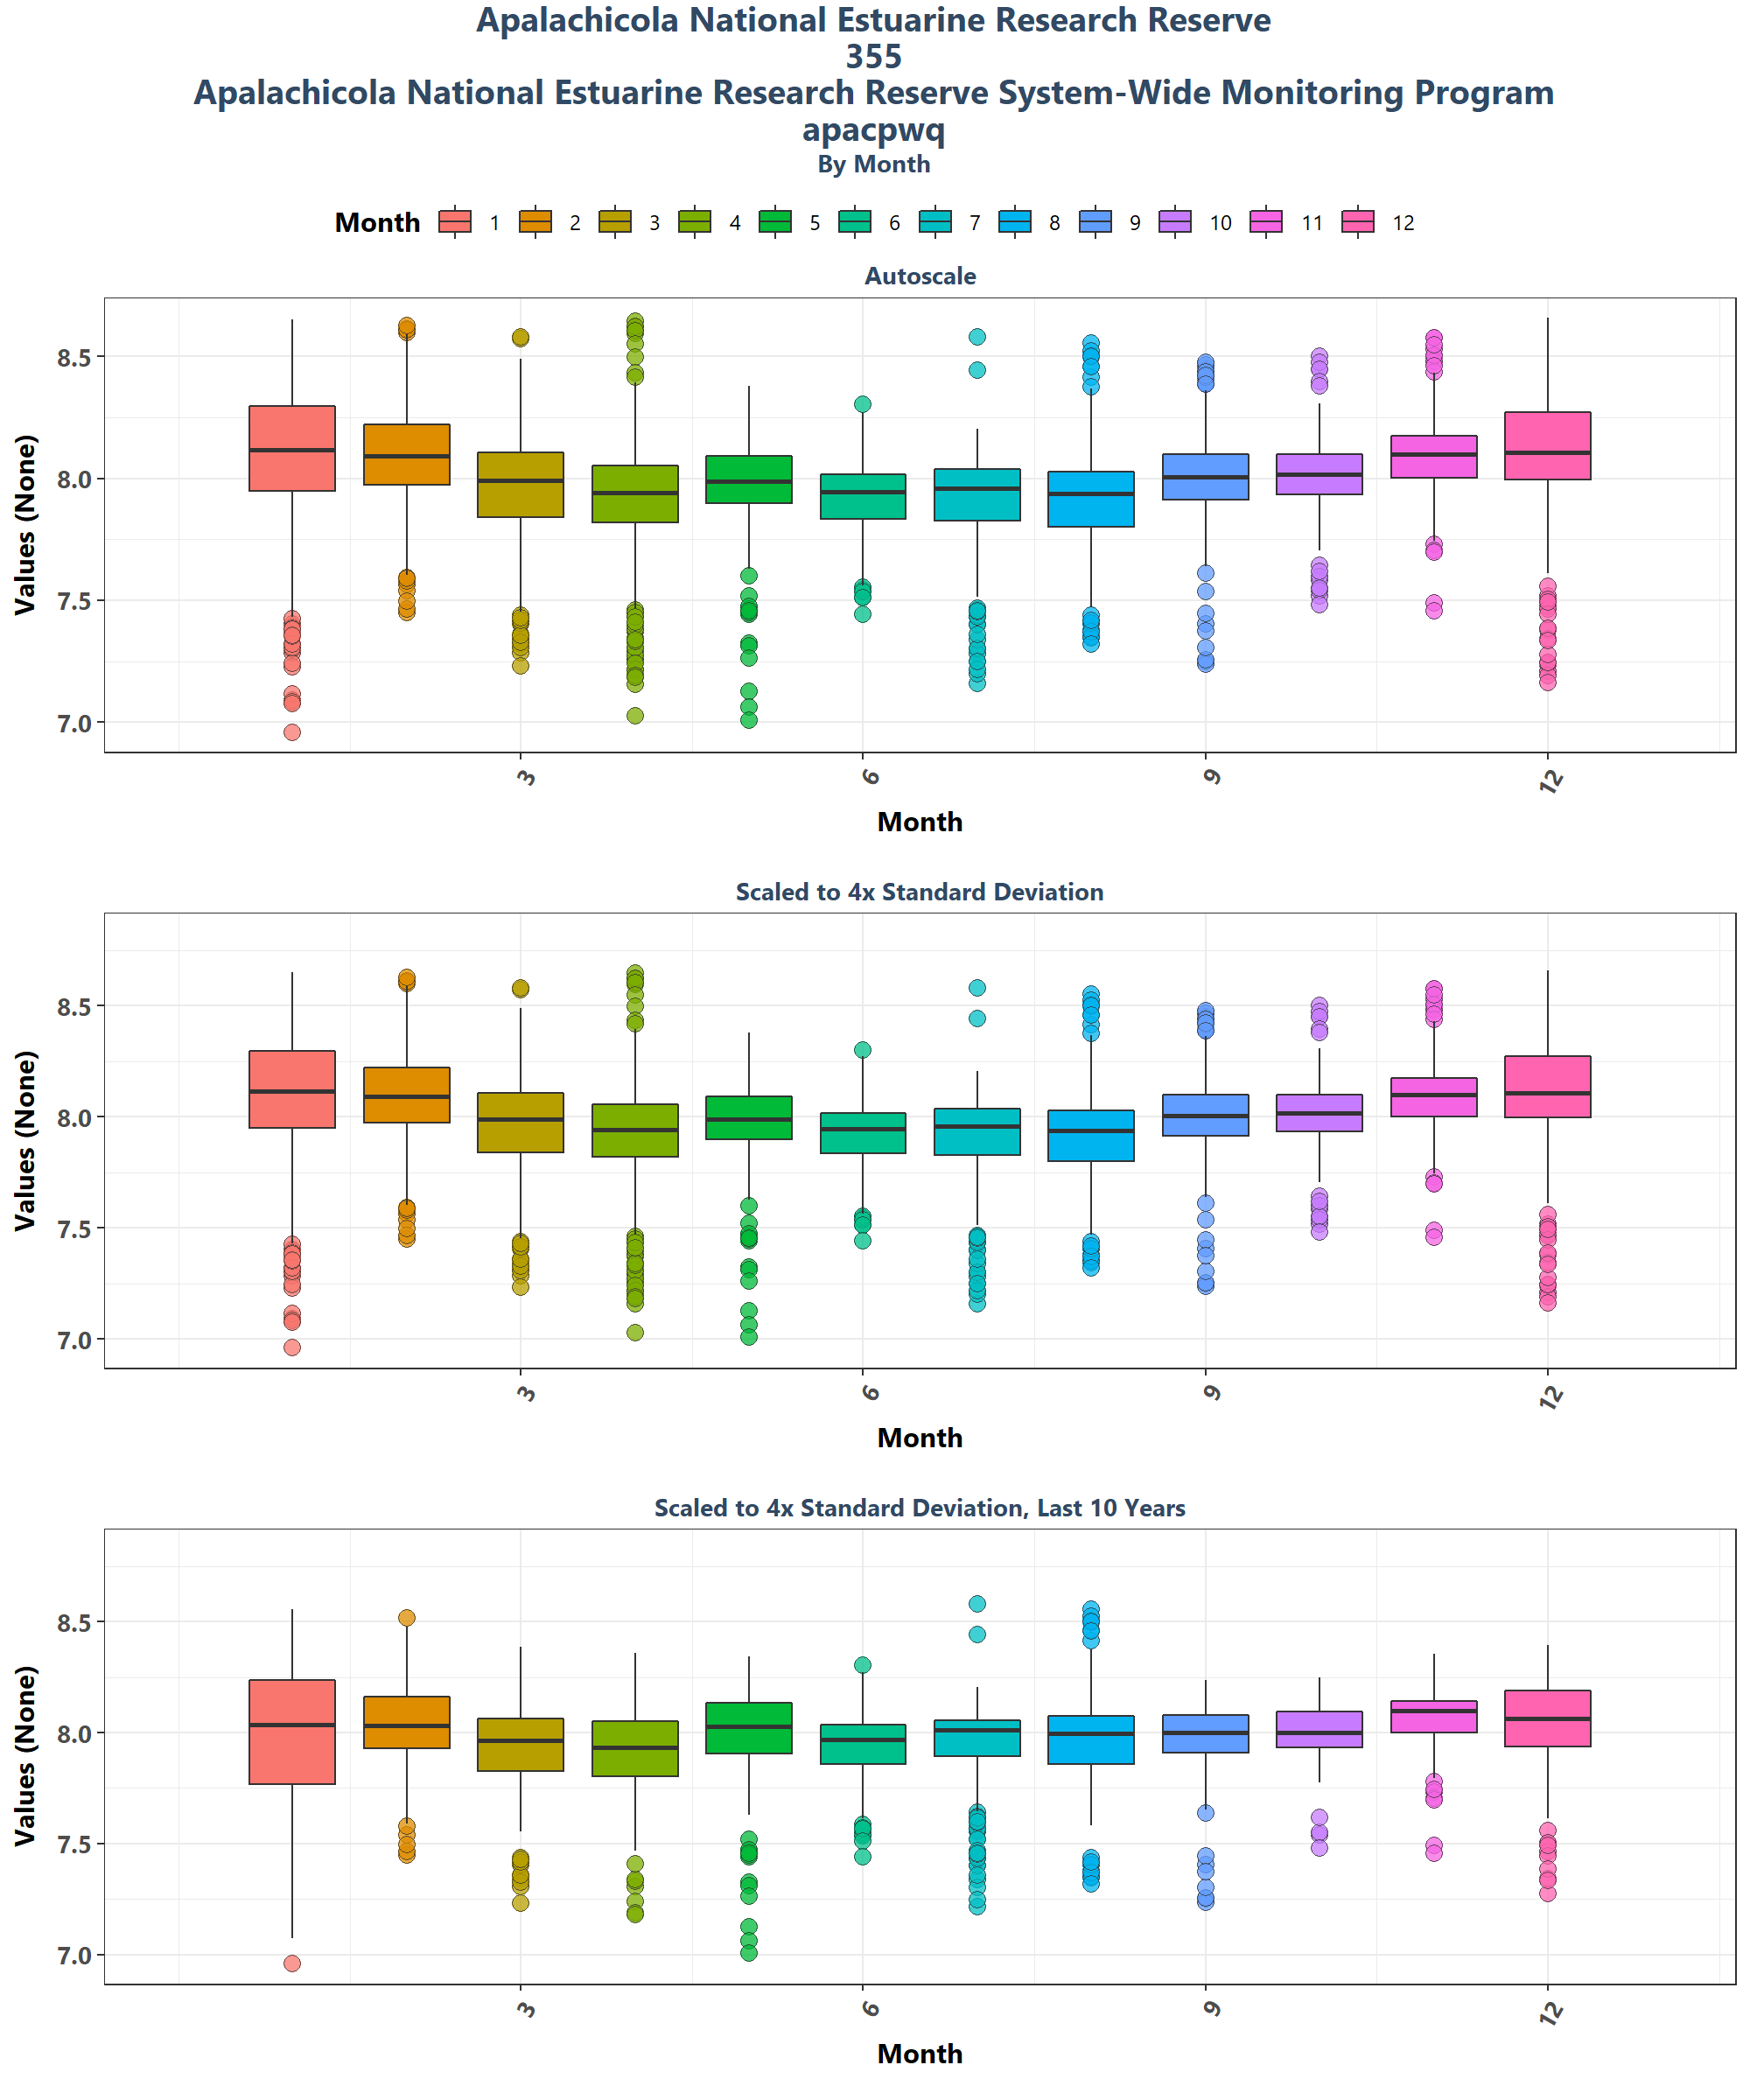 Apalachicola National Estuarine Research Reserve
355
Apalachicola National Estuarine Research Reserve System-Wide Monitoring Program
apacpwq
By Month
Month 1 2 3 4 5 6 7 8 9 10 11 12
Autoscale
Values (None)
8.5
8.0
7.5
7.0
3 6 9 12
Month
Scaled to 4x Standard Deviation
Values (None)
8.5
8.0
7.5
7.0
3 6 9 12
Month
Scaled to 4x Standard Deviation, Last 10 Years
Values (None)
8.5
8.0
7.5
7.0
3 6 9 12
Month